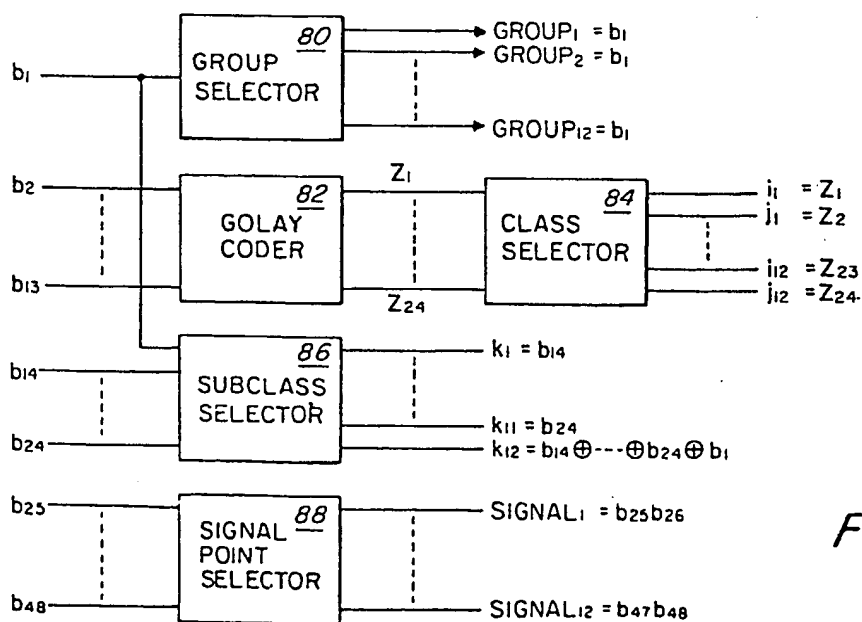 80
GROUP SELECTOR
b1
GROUP1 = b1
GROUP2 = b1
GROUP12 = b1
b2
b13
82
GOLAY CODER
Z1
Z24
84
CLASS SELECTOR
i1 = Z1
j1 = Z2
i12 = Z23
j12 = Z24
b14
b24
86
SUBCLASS SELECTOR
k1 = b14
k11 = b24
k12 = b14 ⊕ ---- ⊕ b24 ⊕ b1
b25
b48
88
SIGNAL POINT SELECTOR
SIGNAL1 = b25b26
SIGNAL12 = b47b48
F